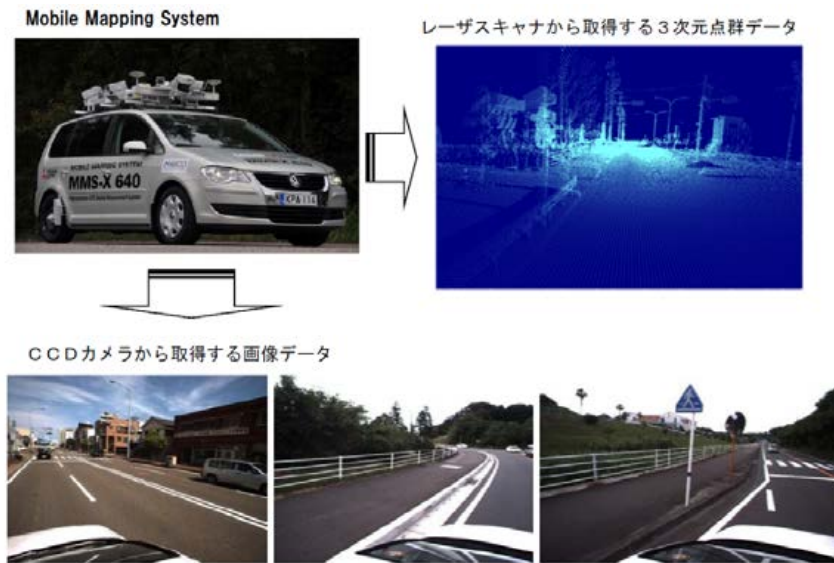 Mobile Mapping System
レーザスキャナから取得する３次元点群データ
MOBILE MAPPING SYSTEM
MMS-X 640
KPA-114
ＣＣＤカメラから取得する画像データ